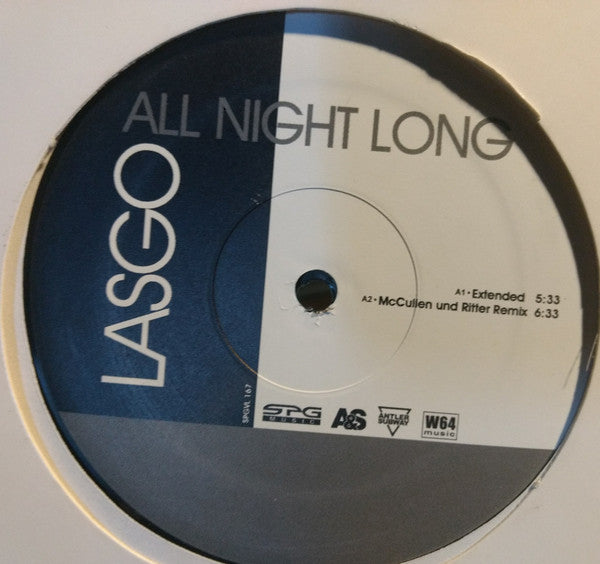 ALL NIGHT LONG
LASGO
A1 • Extended 5:33
A2 • McCullen und Ritter Remix 6:33
SPGVL 167
SPG MUSIC
A&S
ANTLER SUBWAY
W64 music